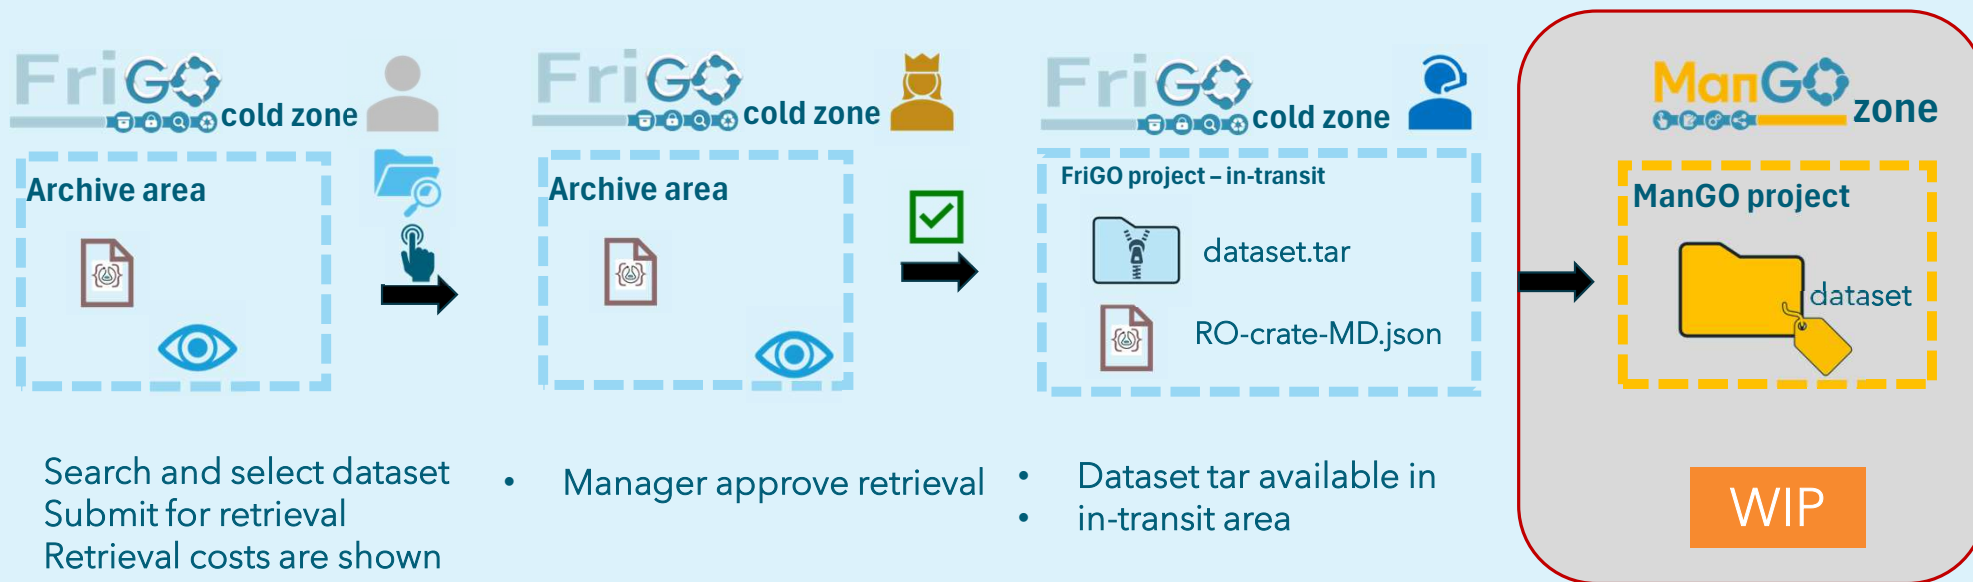 FriGO cold zone
Archive area
Search and select dataset
Submit for retrieval
Retrieval costs are shown
FriGO cold zone
Archive area
• Manager approve retrieval
FriGO cold zone
FriGO project – in-transit
dataset.tar
RO-crate-MD.json
• Dataset tar available in
• in-transit area
ManGO zone
ManGO project
dataset
WIP